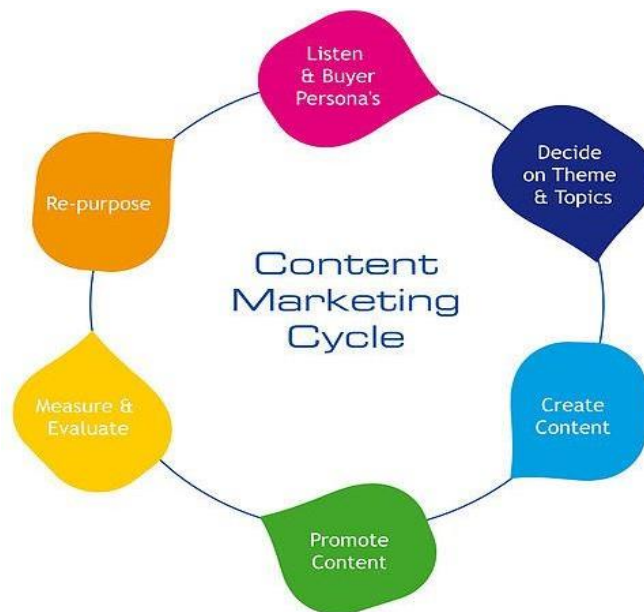 Listen
& Buyer
Persona's
Decide
on Theme
& Topics
Create
Content
Promote
Content
Measure &
Evaluate
Re-purpose
Content
Marketing
Cycle